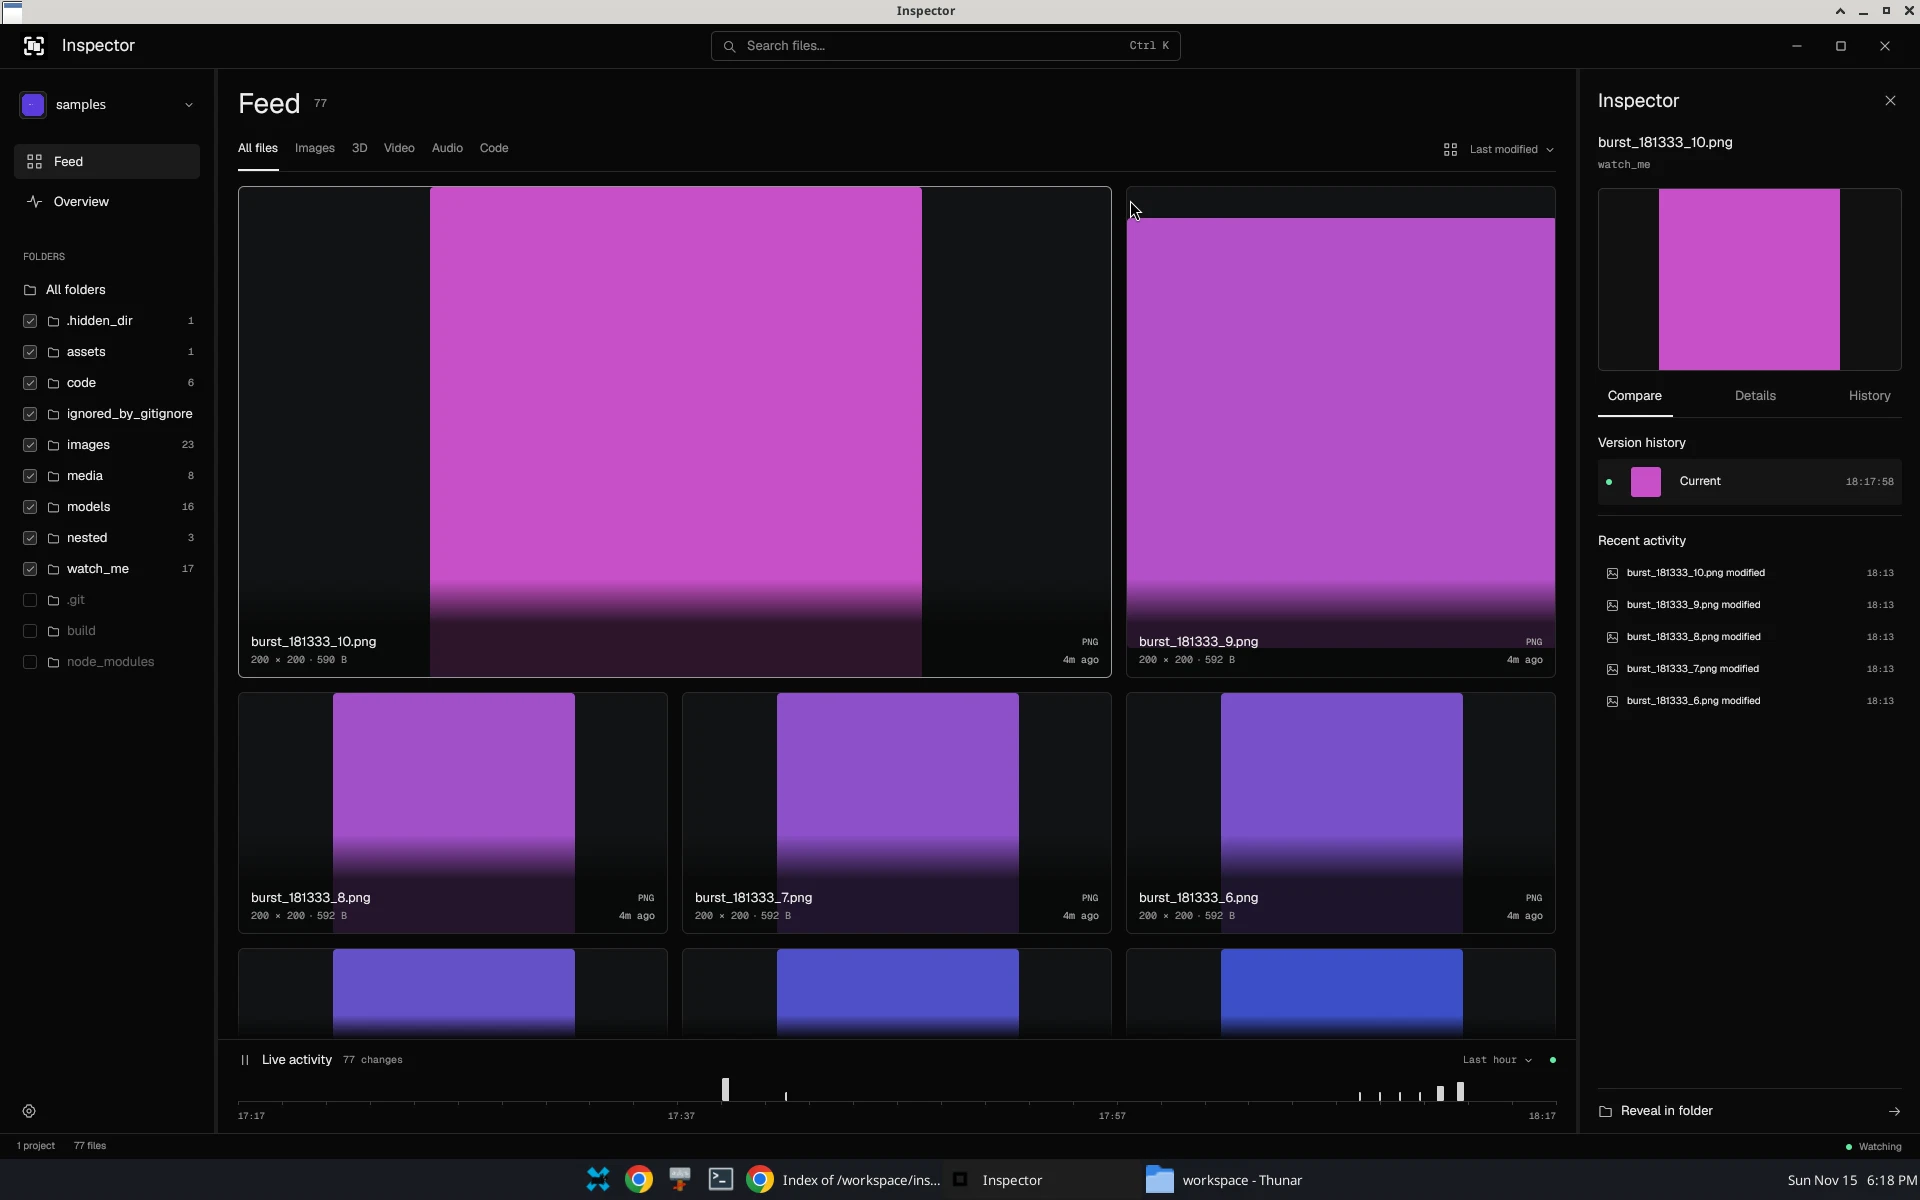 Inspector
Inspector
Search files...
Ctrl K
samples
Feed
Overview
FOLDERS
All folders
.hidden_dir 1
assets 1
code 6
ignored_by_gitignore
images 23
media 8
models 16
nested 3
watch_me 17
.git
build
node_modules
Feed 77
All files Images 3D Video Audio Code
Last modified
burst_181333_10.png PNG
200 × 200 · 590 B 4m ago
burst_181333_9.png PNG
200 × 200 · 592 B 4m ago
burst_181333_8.png PNG
200 × 200 · 592 B 4m ago
burst_181333_7.png PNG
200 × 200 · 592 B 4m ago
burst_181333_6.png PNG
200 × 200 · 592 B 4m ago
Live activity 77 changes
Last hour
17:17 17:37 17:57 18:17
Inspector
burst_181333_10.png
watch_me
Compare Details History
Version history
Current 18:17:58
Recent activity
burst_181333_10.png modified 18:13
burst_181333_9.png modified 18:13
burst_181333_8.png modified 18:13
burst_181333_7.png modified 18:13
burst_181333_6.png modified 18:13
Reveal in folder
1 project 77 files
Watching
Index of /workspace/ins...
Inspector
workspace - Thunar
Sun Nov 15 6:18 PM